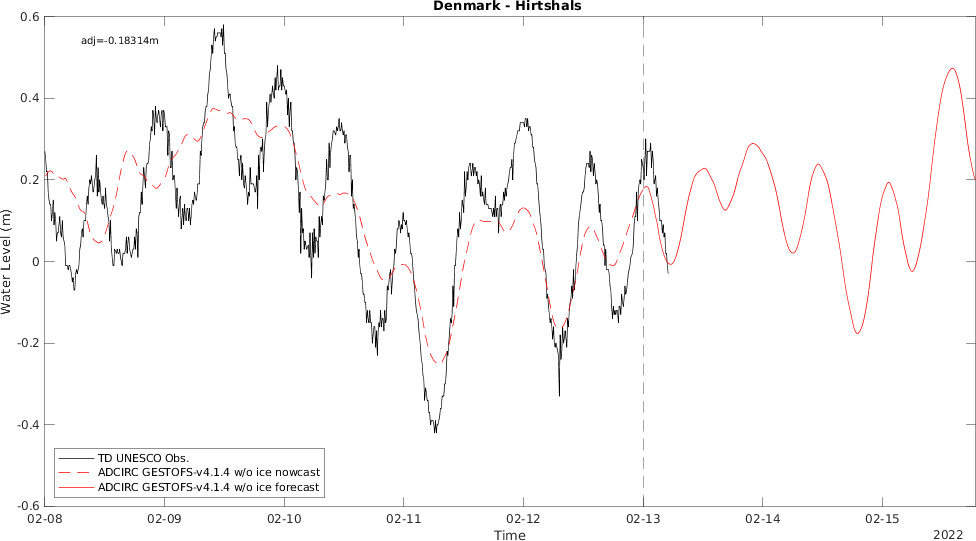 Denmark - Hirtshals
adj=-0.18314m
0.6
0.4
0.2
0
-0.2
-0.4
-0.6
Water Level (m)
TD UNESCO Obs.
ADCIRC GESTOFS-v4.1.4 w/o ice nowcast
ADCIRC GESTOFS-v4.1.4 w/o ice forecast
02-08 02-09 02-10 02-11 02-12 02-13 02-14 02-15
Time
2022